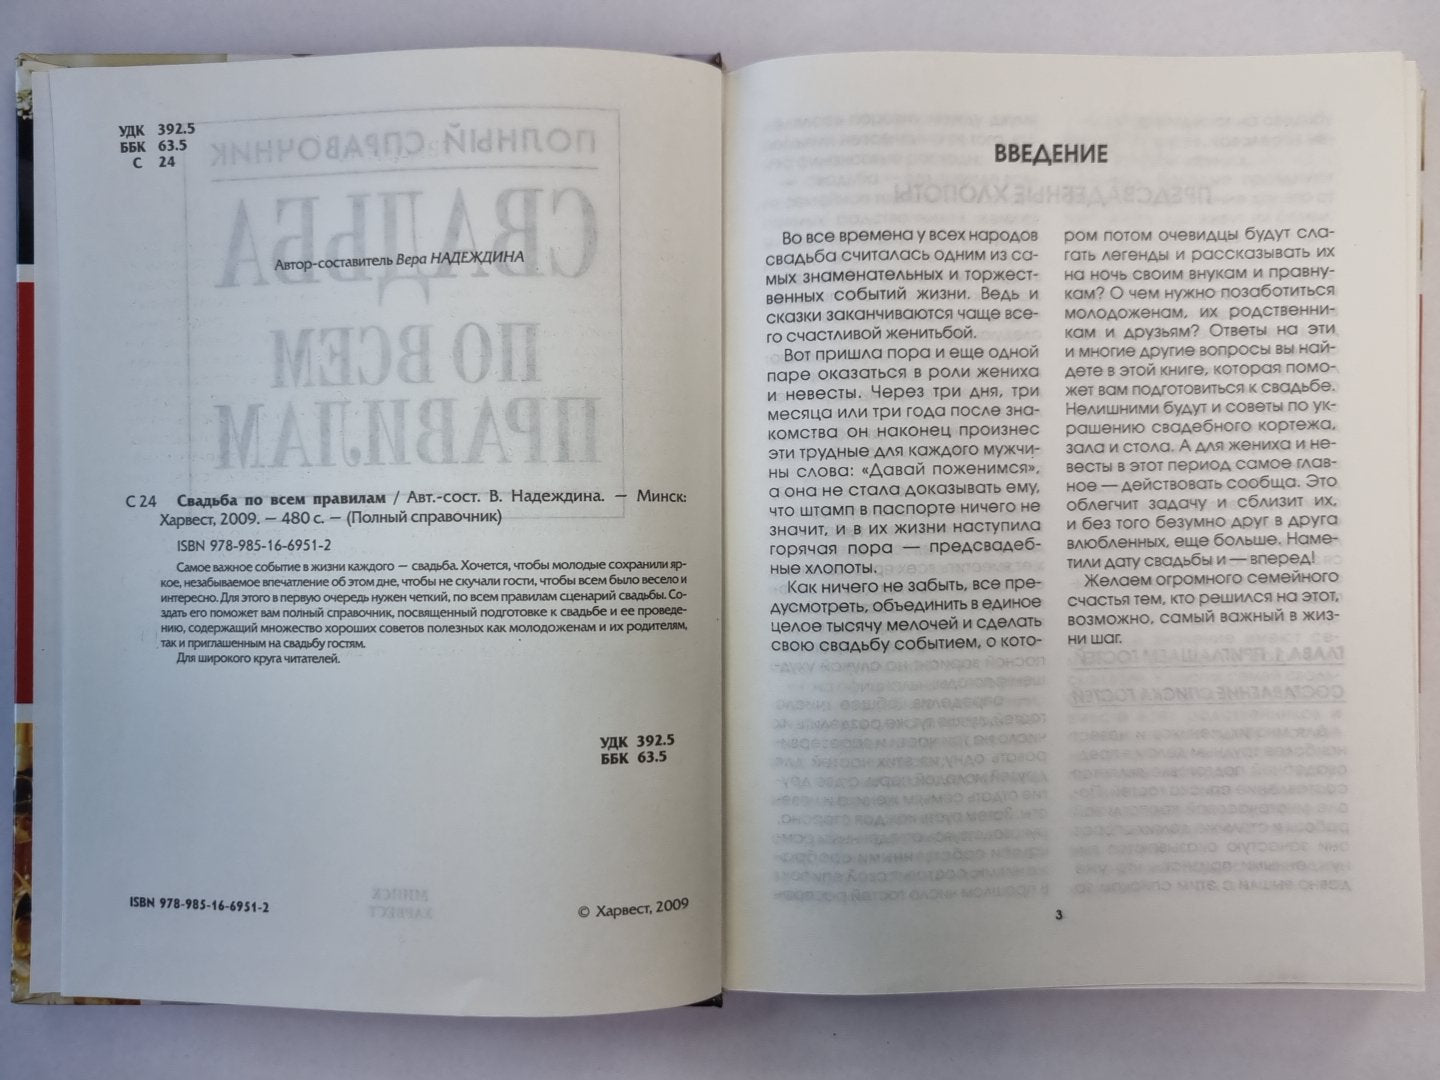 УДК 392.5
ББК 63.5
С 24
Автор-составитель Вера НАДЕЖДИНА
С 24 Свадьба по всем правилам / Авт.-сост. В. Надеждина. — Минск:
Харвест, 2009. — 480 с. — (Полный справочник)
ISBN 978-985-16-6951-2
Самое важное событие в жизни каждого — свадьба. Хочется, чтобы молодые сохранили яр-
кое, незабываемое впечатление об этом дне, чтобы не скучали гости, чтобы всем было весело и
интересно. Для этого в первую очередь нужен четкий, по всем правилам сценарий свадьбы. Со-
здать его поможет вам полный справочник, посвященный подготовке к свадьбе и ее проведе-
нию, содержащий множество хороших советов полезных как молодоженам и их родителям,
так и приглашенным на свадьбу гостям.
Для широкого круга читателей.
УДК 392.5
ББК 63.5
ISBN 978-985-16-6951-2
© Харвест, 2009
ВВЕДЕНИЕ
Во все времена у всех народов
свадьба считалась одним из са-
мых знаменательных и торжест-
венных событий жизни. Ведь и
сказки заканчиваются чаще все-
го счастливой женитьбой.
Вот пришла пора и еще одной
паре оказаться в роли жениха
и невесты. Через три дня, три
месяца или три года после зна-
комства он наконец произнес
эти трудные для каждого мужчи-
ны слова: «Давай поженимся»,
а она не стала доказывать ему,
что штамп в паспорте ничего не
значит, и в их жизни наступила
горячая пора — предсвадеб-
ные хлопоты.
Как ничего не забыть, все пре-
дусмотреть, объединить в единое
целое тысячу мелочей и сделать
свою свадьбу событием, о кото-
ром потом очевидцы будут сла-
гать легенды и рассказывать их
на ночь своим внукам и правну-
кам? О чем нужно позаботиться
молодоженам, их родственни-
кам и друзьям? Ответы на эти
и многие другие вопросы вы най-
дете в этой книге, которая помо-
жет вам подготовиться к свадьбе.
Нелишними будут и советы по ук-
рашению свадебного кортежа,
зала и стола. А для жениха и не-
весты в этот период самое глав-
ное — действовать сообща. Это
облегчит задачу и сблизит их,
и без того безумно друг в друга
влюбленных, еще больше. Наме-
тили дату свадьбы и — вперед!
Желаем огромного семейного
счастья тем, кто решился на этот,
возможно, самый важный в жиз-
ни шаг.
3